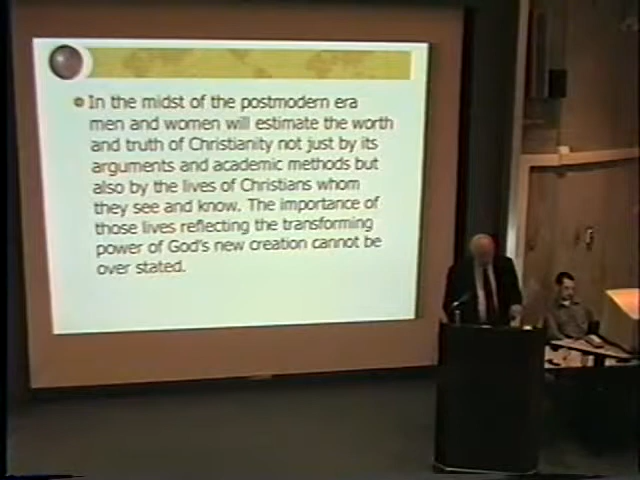 In the midst of the postmodern era
men and women will estimate the worth
and truth of Christianity not just by its
arguments and academic methods but
also by the lives of Christians whom
they see and know. The importance of
those lives reflecting the transforming
power of God's new creation cannot be
over stated.